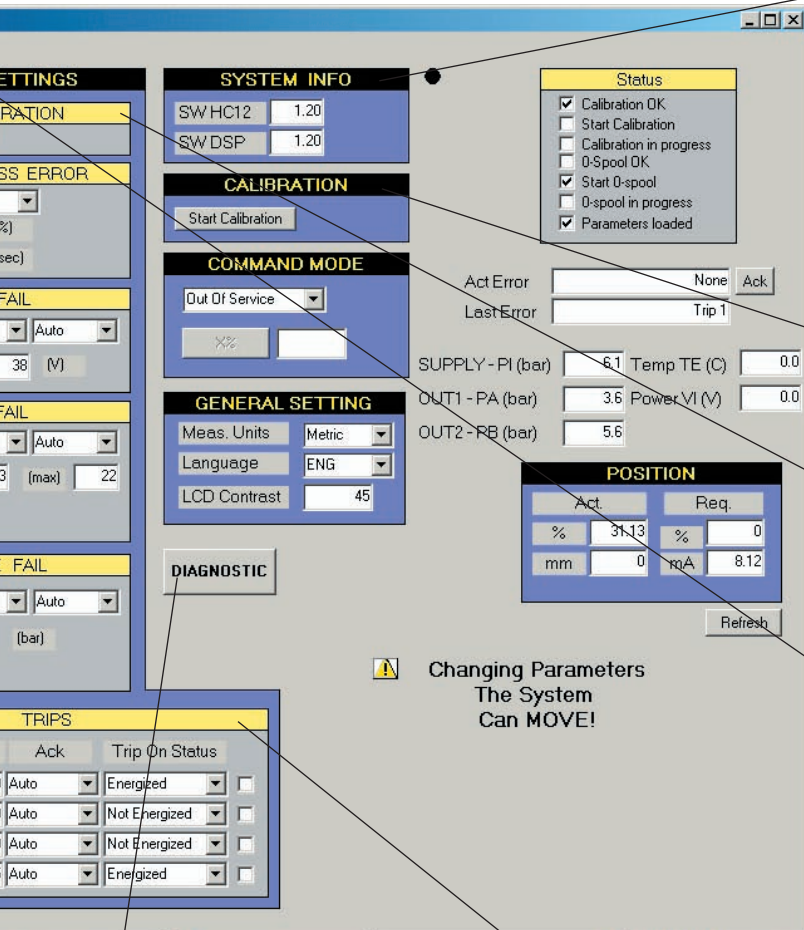 ETTINGS
RATION
SS ERROR
%)
sec)
FAIL
Auto
38 (V)
FAIL
Auto
3 (max) 22
FAIL
Auto
(bar)
SYSTEM INFO
SW HC12 1.20
SW DSP 1.20
CALIBRATION
Start Calibration
COMMAND MODE
Out Of Service
X%
GENERAL SETTING
Meas. Units Metric
Language ENG
LCD Contrast 45
DIAGNOSTIC
Status
Calibration OK
Start Calibration
Calibration in progress
0-Spool OK
Start 0-spool
0-spool in progress
Parameters loaded
Act Error None Ack
Last Error Trip 1
SUPPLY - PI (bar) 6.1 Temp TE (C) 0.0
OUT1 - PA (bar) 3.6 Power VI (V) 0.0
OUT2 - PB (bar) 5.6
POSITION
Act. Req.
% 31.13 % 0
mm 0 mA 8.12
Refresh
Changing Parameters
The System
Can MOVE!
TRIPS
Ack Trip On Status
Auto Energized
Auto Not Energized
Auto Not Energized
Auto Energized